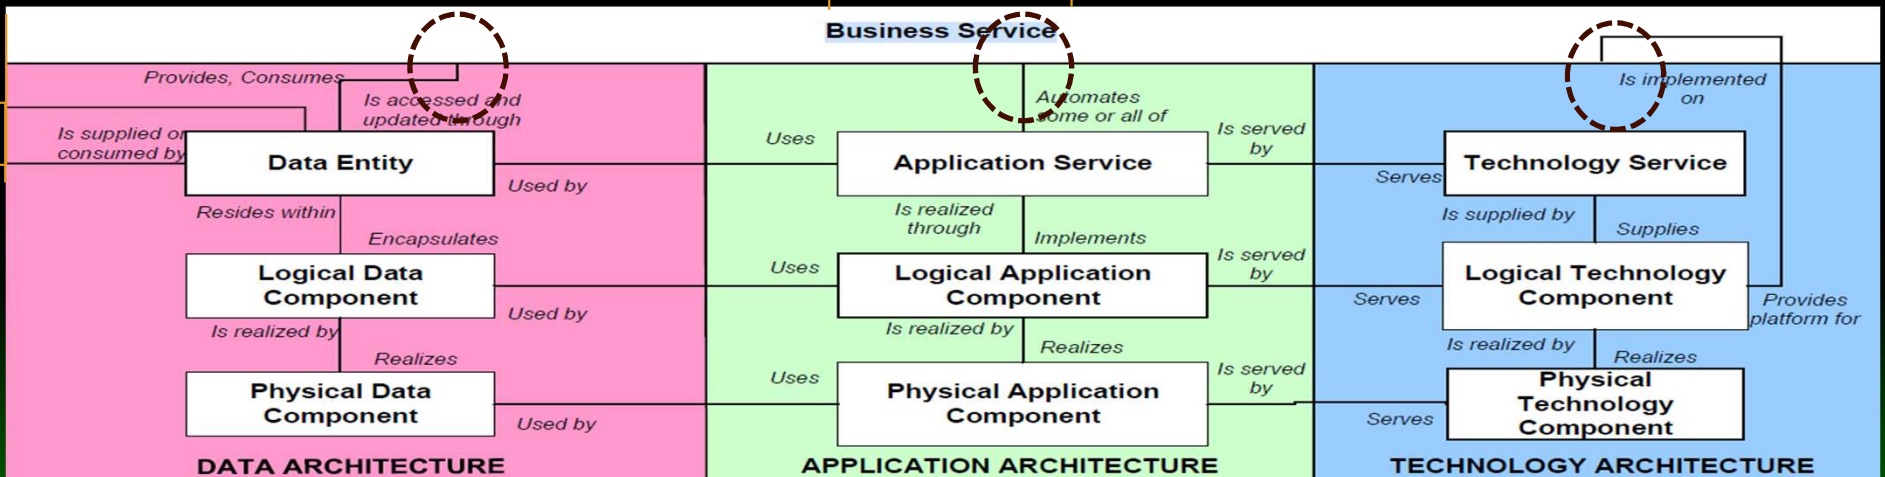 Business Service
Provides, Consumes
Is accessed and
updated through
Is supplied or
consumed by
Data Entity
Used by
Resides within
Encapsulates
Logical Data
Component
Used by
Is realized by
Realizes
Physical Data
Component
Used by
DATA ARCHITECTURE
Automates
some or all of
Uses
Application Service
Is served
by
Is realized
through
Implements
Uses
Logical Application
Component
Is served
by
Is realized by
Realizes
Uses
Physical Application
Component
Is served
by
APPLICATION ARCHITECTURE
Is implemented
on
Technology Service
Serves
Is supplied by
Supplies
Logical Technology
Component
Serves
Provides
platform for
Is realized by
Realizes
Physical
Technology
Component
Serves
TECHNOLOGY ARCHITECTURE